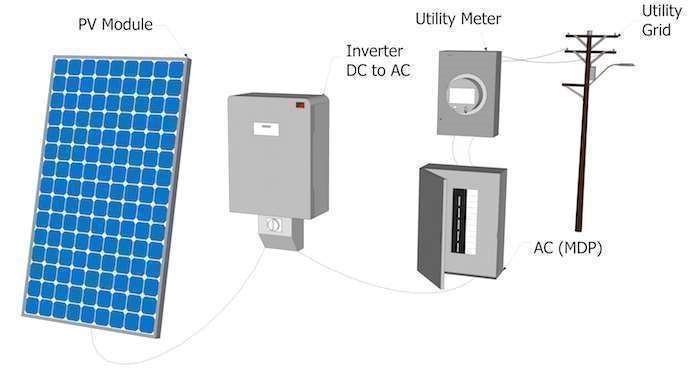 PV Module
Inverter
DC to AC
Utility Meter
Utility
Grid
AC (MDP)